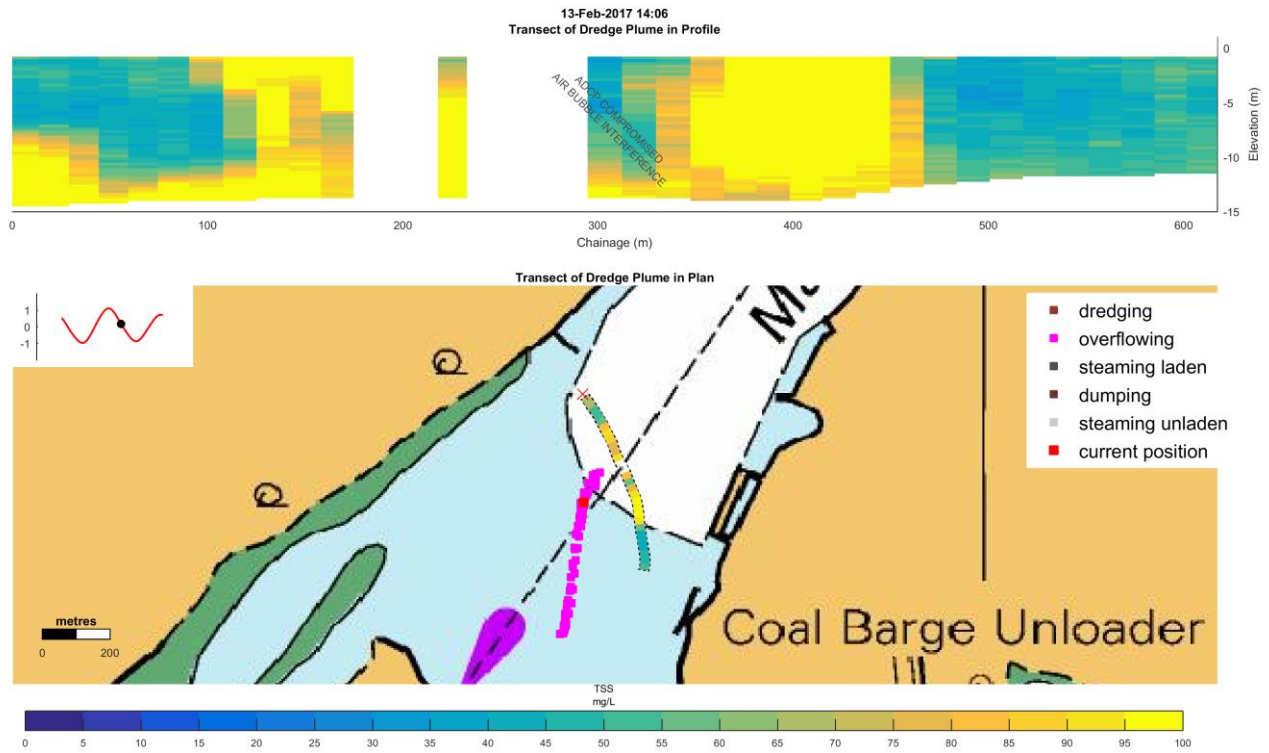 13-Feb-2017 14:06
Transect of Dredge Plume in Profile
0
-5
-10
-15
Elevation (m)
ADCP COMPROMISED
AIR BUBBLE INTERFERENCE
0 100 200 300 400 500 600
Chainage (m)
Transect of Dredge Plume in Plan
1
0
-1
dredging
overflowing
steaming laden
dumping
steaming unladen
current position
metres
0 200
Coal Barge Unloader
TSS
mg/L
0 5 10 15 20 25 30 35 40 45 50 55 60 65 70 75 80 85 90 95 100